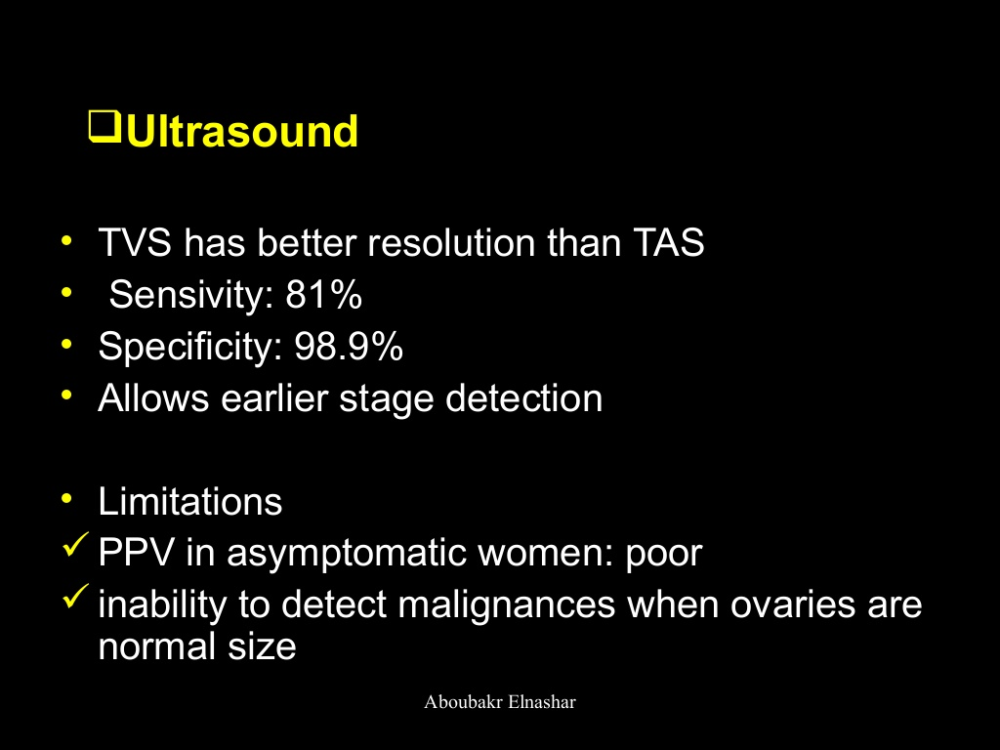 ❑Ultrasound
• TVS has better resolution than TAS
• Sensivity: 81%
• Specificity: 98.9%
• Allows earlier stage detection
• Limitations
✓ PPV in asymptomatic women: poor
✓ inability to detect malignances when ovaries are
normal size
Aboubakr Elnashar